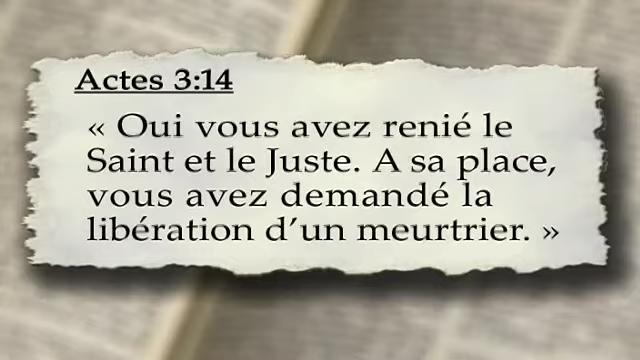 Actes 3:14
« Oui vous avez renié le
Saint et le Juste. A sa place,
vous avez demandé la
libération d’un meurtrier. »